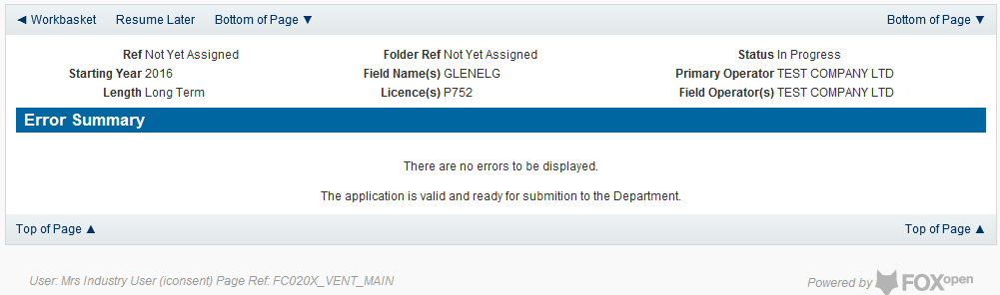 ◄ Workbasket Resume Later Bottom of Page ▼ Bottom of Page ▼
Ref Not Yet Assigned Folder Ref Not Yet Assigned Status In Progress
Starting Year 2016 Field Name(s) GLENELG Primary Operator TEST COMPANY LTD
Length Long Term Licence(s) P752 Field Operator(s) TEST COMPANY LTD
Error Summary
There are no errors to be displayed.
The application is valid and ready for submition to the Department.
Top of Page ▲ Top of Page ▲
User: Mrs Industry User (iconsent) Page Ref: FC020X_VENT_MAIN Powered by FOXopen